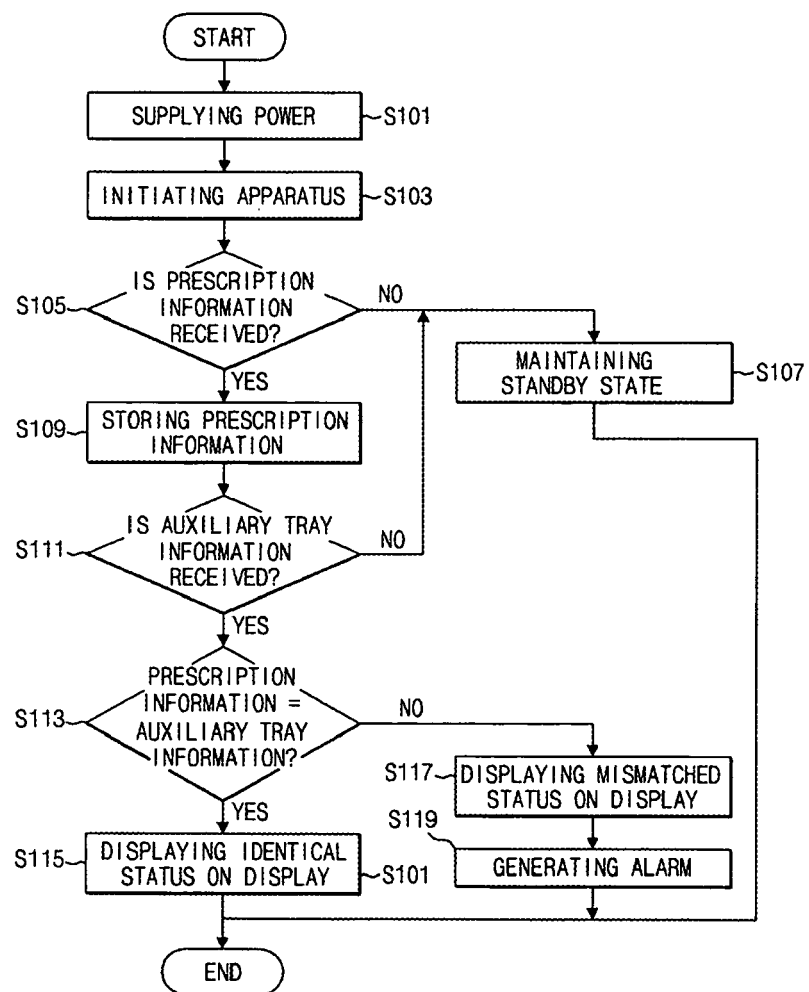 START
SUPPLYING POWER
S101
INITIATING APPARATUS
S103
IS PRESCRIPTION
INFORMATION
RECEIVED?
S105
NO
YES
MAINTAINING
STANDBY STATE
S107
STORING PRESCRIPTION
INFORMATION
S109
IS AUXILIARY TRAY
INFORMATION
RECEIVED?
S111
NO
YES
PRESCRIPTION
INFORMATION =
AUXILIARY TRAY
INFORMATION?
S113
NO
YES
S117
DISPLAYING MISMATCHED
STATUS ON DISPLAY
S119
GENERATING ALARM
S115
DISPLAYING IDENTICAL
STATUS ON DISPLAY
S101
END